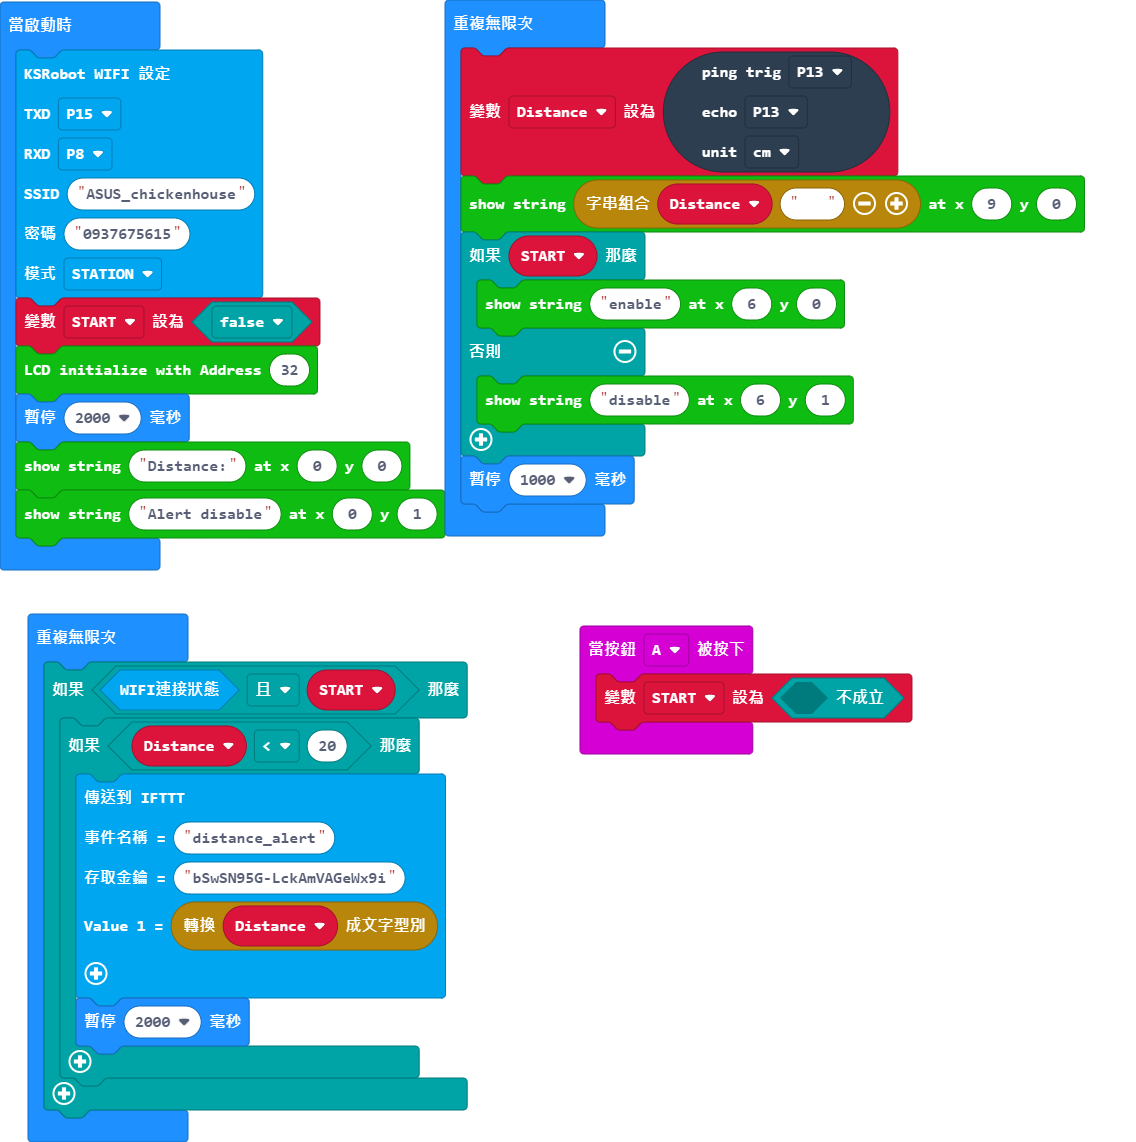 當啟動時
KSRobot WIFI 設定
TXD P15
RXD P8
SSID "ASUS_chickenhouse"
密碼 "0937675615"
模式 STATION
變數 START 設為 false
LCD initialize with Address 32
暫停 2000 毫秒
show string "Distance:" at x 0 y 0
show string "Alert disable" at x 0 y 1
重複無限次
變數 Distance 設為 ping trig P13
echo P13
unit cm
show string 字串組合 Distance " " at x 9 y 0
如果 START 那麼
show string "enable" at x 6 y 0
否則
show string "disable" at x 6 y 1
暫停 1000 毫秒
重複無限次
如果 WIFI連接狀態 且 START 那麼
如果 Distance < 20 那麼
傳送到 IFTTT
事件名稱 = "distance_alert"
存取金鑰 = "bSwSN95G-LckAmVAGeWx9i"
Value 1 = 轉換 Distance 成文字型別
暫停 2000 毫秒
當按鈕 A 被按下
變數 START 設為 不成立